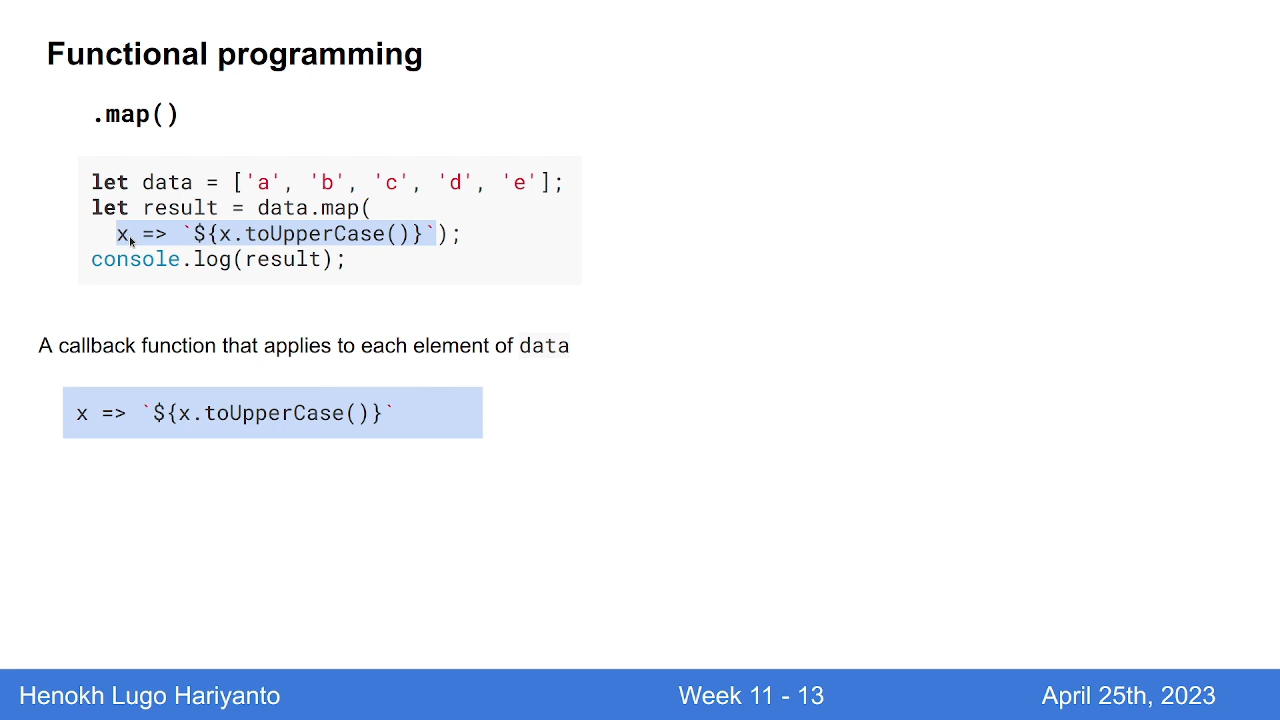 Functional programming
.map()
let data = ['a', 'b', 'c', 'd', 'e'];
let result = data.map(
  x => `${x.toUpperCase()}`);
console.log(result);
A callback function that applies to each element of data
x => `${x.toUpperCase()}`
Henokh Lugo Hariyanto Week 11 - 13 April 25th, 2023